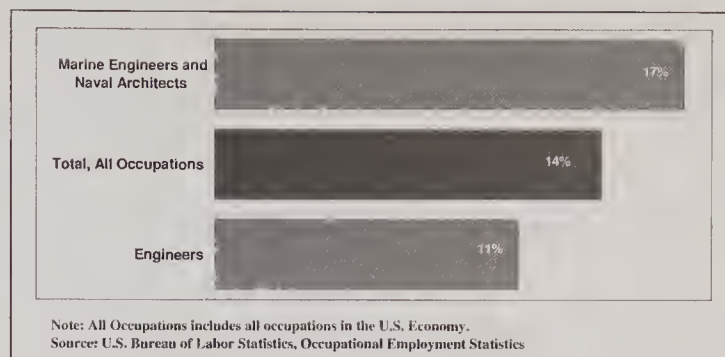 Marine Engineers and
Naval Architects
17%
Total, All Occupations
14%
Engineers
11%
Note: All Occupations includes all occupations in the U.S. Economy.
Source: U.S. Bureau of Labor Statistics, Occupational Employment Statistics